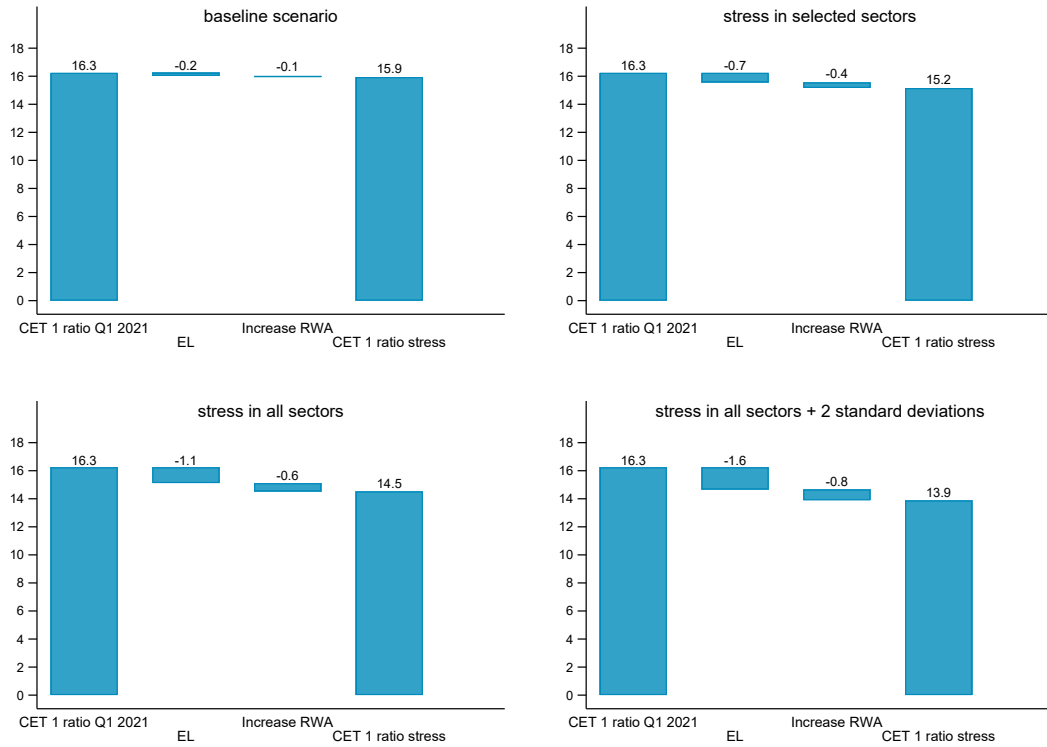 baseline scenario
18
16
14
12
10
8
6
4
2
0
16.3
-0.2
-0.1
15.9
CET 1 ratio Q1 2021
EL
Increase RWA
CET 1 ratio stress
stress in selected sectors
18
16
14
12
10
8
6
4
2
0
16.3
-0.7
-0.4
15.2
CET 1 ratio Q1 2021
EL
Increase RWA
CET 1 ratio stress
stress in all sectors
18
16
14
12
10
8
6
4
2
0
16.3
-1.1
-0.6
14.5
CET 1 ratio Q1 2021
EL
Increase RWA
CET 1 ratio stress
stress in all sectors + 2 standard deviations
18
16
14
12
10
8
6
4
2
0
16.3
-1.6
-0.8
13.9
CET 1 ratio Q1 2021
EL
Increase RWA
CET 1 ratio stress